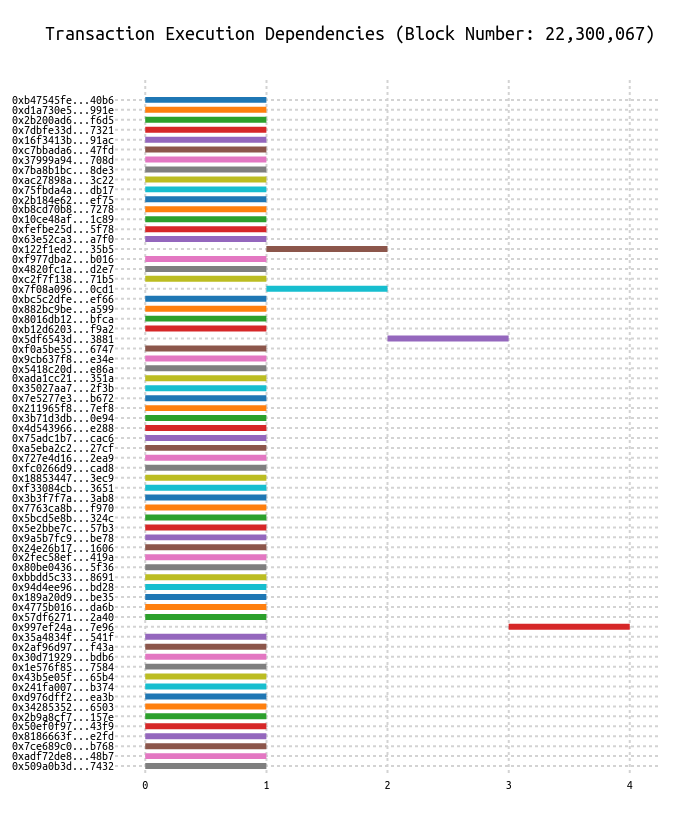 Transaction Execution Dependencies (Block Number: 22,300,067)
0xb47545fe...40b6
0xd1a730e5...991e
0x2b200ad6...f6d5
0x7dbfe33d...7321
0x16f3413b...91ac
0xc7bbada6...47fd
0x37999a94...708d
0x7ba8b1bc...8de3
0xac27898a...3c22
0x75fbda4a...db17
0x2b184e62...ef75
0xb8cd70b8...7278
0x10ce48af...1c89
0xfefbe25d...5f78
0x63e52ca3...a7f0
0x122f1ed2...35b5
0xf977dba2...b016
0x4820fc1a...d2e7
0xc2f7f138...71b5
0x7f08a096...0cd1
0xbc5c2dfe...ef66
0x882bc9be...a599
0x8016db12...bfca
0xb12d6203...f9a2
0x5df6543d...3881
0xf0a5be55...6747
0x9cb637f8...e34e
0x5418c20d...e86a
0xada1cc21...351a
0x35027aa7...2f3b
0x7e5277e3...b672
0x211965f8...7ef8
0x3b71d3db...0e94
0x4d543966...e288
0x75adc1b7...cac6
0xa5eba2c2...27cf
0x727e4d16...2ea9
0xfc0266d9...cad8
0x18853447...3ec9
0xf33084cb...3651
0x3b3f7f7a...3ab8
0x7763ca8b...f970
0x5bcd5e8b...324c
0x5e2bbe7c...57b3
0x9a5b7fc9...be78
0x24e26b17...1606
0x2fec58ef...419a
0x80be0436...5f36
0xbbdd5c33...8691
0x94d4ee96...bd28
0x189a20d9...be35
0x4775b016...da6b
0x57df6271...2a40
0x997ef24a...7e96
0x35a4834f...541f
0x2af96d97...f43a
0x30d71929...bdb6
0x1e576f85...7584
0x43b5e05f...65b4
0x241fa007...b374
0xd976dff2...ea3b
0x34285352...6503
0x2b9a8cf7...157e
0x50ef0f97...43f9
0x8186663f...e2fd
0x7ce689c0...b768
0xadf72de8...48b7
0x509a0b3d...7432
0 1 2 3 4